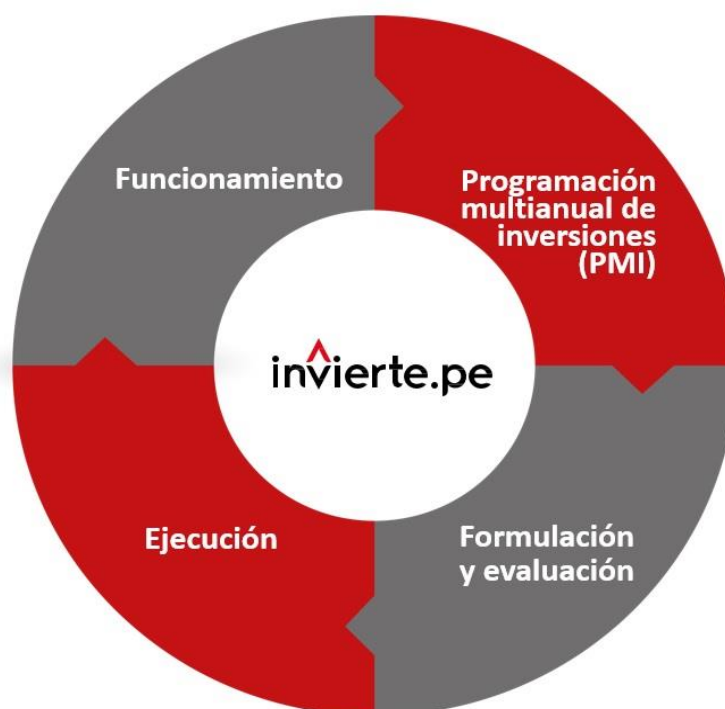 Funcionamiento
Programación
multianual de
inversiones
(PMI)
invierte.pe
Ejecución
Formulación
y evaluación